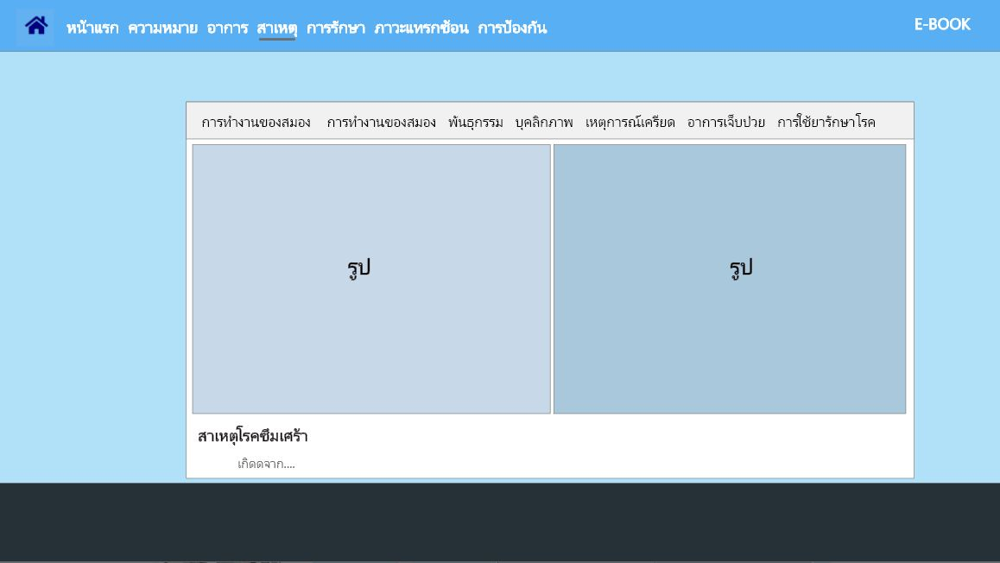 หน้าแรก ความหมาย อาการ สาเหตุ การรักษา ภาวะแทรกซ้อน การป้องกัน E-BOOK
การทำงานของสมอง การทำงานของสมอง พันธุกรรม บุคลิกภาพ เหตุการณ์เครียด อาการเจ็บป่วย การใช้ยารักษาโรค
รูป รูป
สาเหตุโรคซึมเศร้า
เกิดดจาก....